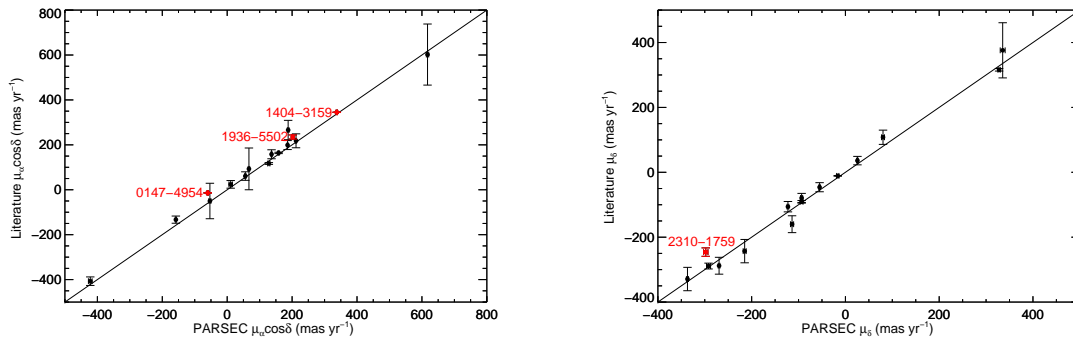 800
600
400
200
0
−200
−400
Literature μαcosδ (mas yr⁻¹)
1404−3159
1936−5502
0147−4954
−400 −200 0 200 400 600 800
PARSEC μαcosδ (mas yr⁻¹)
400
200
0
−200
−400
Literature μδ (mas yr⁻¹)
2310−1759
−400 −200 0 200 400
PARSEC μδ (mas yr⁻¹)